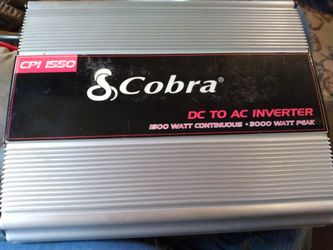 CPI 1550
Cobra®
DC TO AC INVERTER
1500 WATT CONTINUOUS • 3000 WATT PEAK